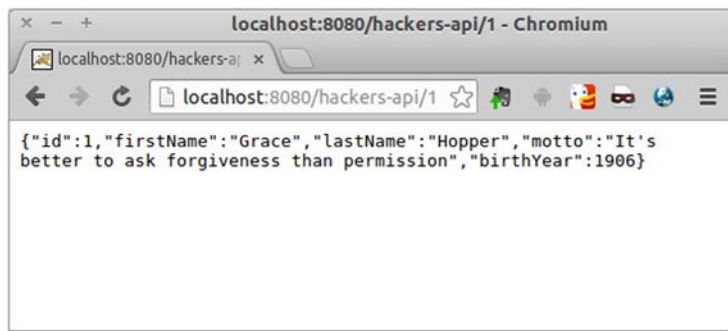 localhost:8080/hackers-api/1 - Chromium
localhost:8080/hackers-ap
localhost:8080/hackers-api/1
{"id":1,"firstName":"Grace","lastName":"Hopper","motto":"It's
better to ask forgiveness than permission","birthYear":1906}